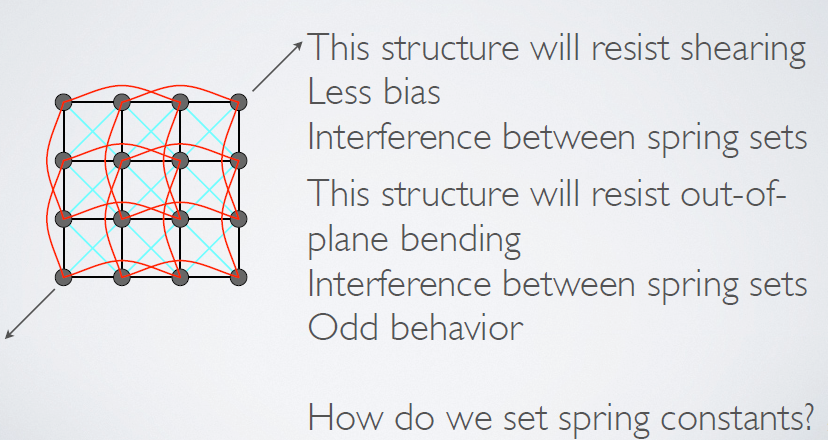 This structure will resist shearing
Less bias
Interference between spring sets
This structure will resist out-of-
plane bending
Interference between spring sets
Odd behavior
How do we set spring constants?